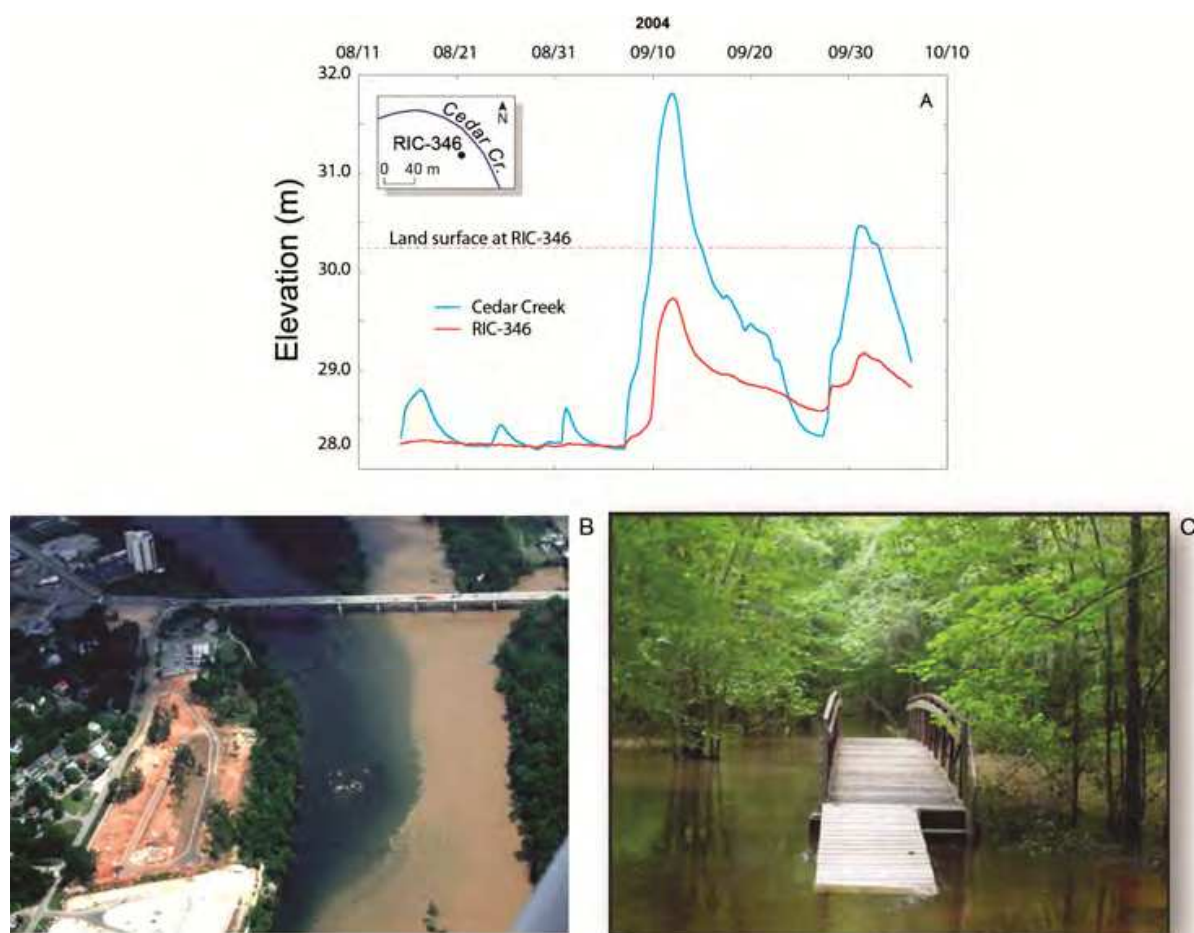 2004
08/11 08/21 08/31 09/10 09/20 09/30 10/10
32.0
A
Cedar Cr.
N
RIC-346
0 40 m
31.0
Elevation (m)
Land surface at RIC-346
30.0
Cedar Creek
RIC-346
29.0
28.0
B
C